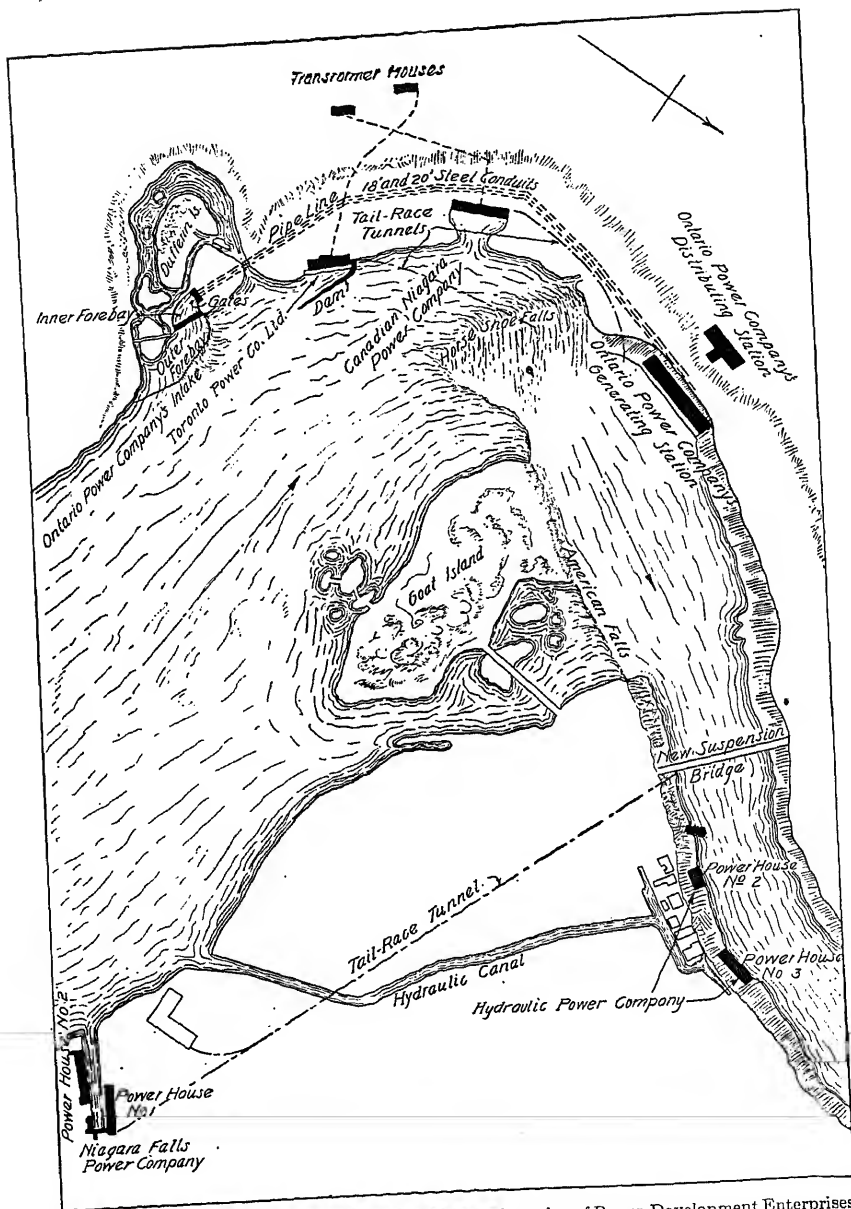 Transformer Houses
18' and 20' Steel Conduits
Pipe Line
Dufferin Is.
Tail-Race
Tunnels
Inner Forebay
Gates
Outer
Forebay
Ontario Power Company's Intake
Toronto Power Co. Ltd.
Dam
Canadian Niagara
Power Company
Horse Shoe Falls
Ontario Power Company's
Distributing
Station
Ontario Power Company's
Generating Station
Goat Island
American Falls
New Suspension
Bridge
Tail-Race Tunnel
Hydraulic Canal
Power House
No 2
Power House
No 3
Hydraulic Power Company
Power House No 2
Power House
No 1
Niagara Falls
Power Company
of Power Development Enterprises